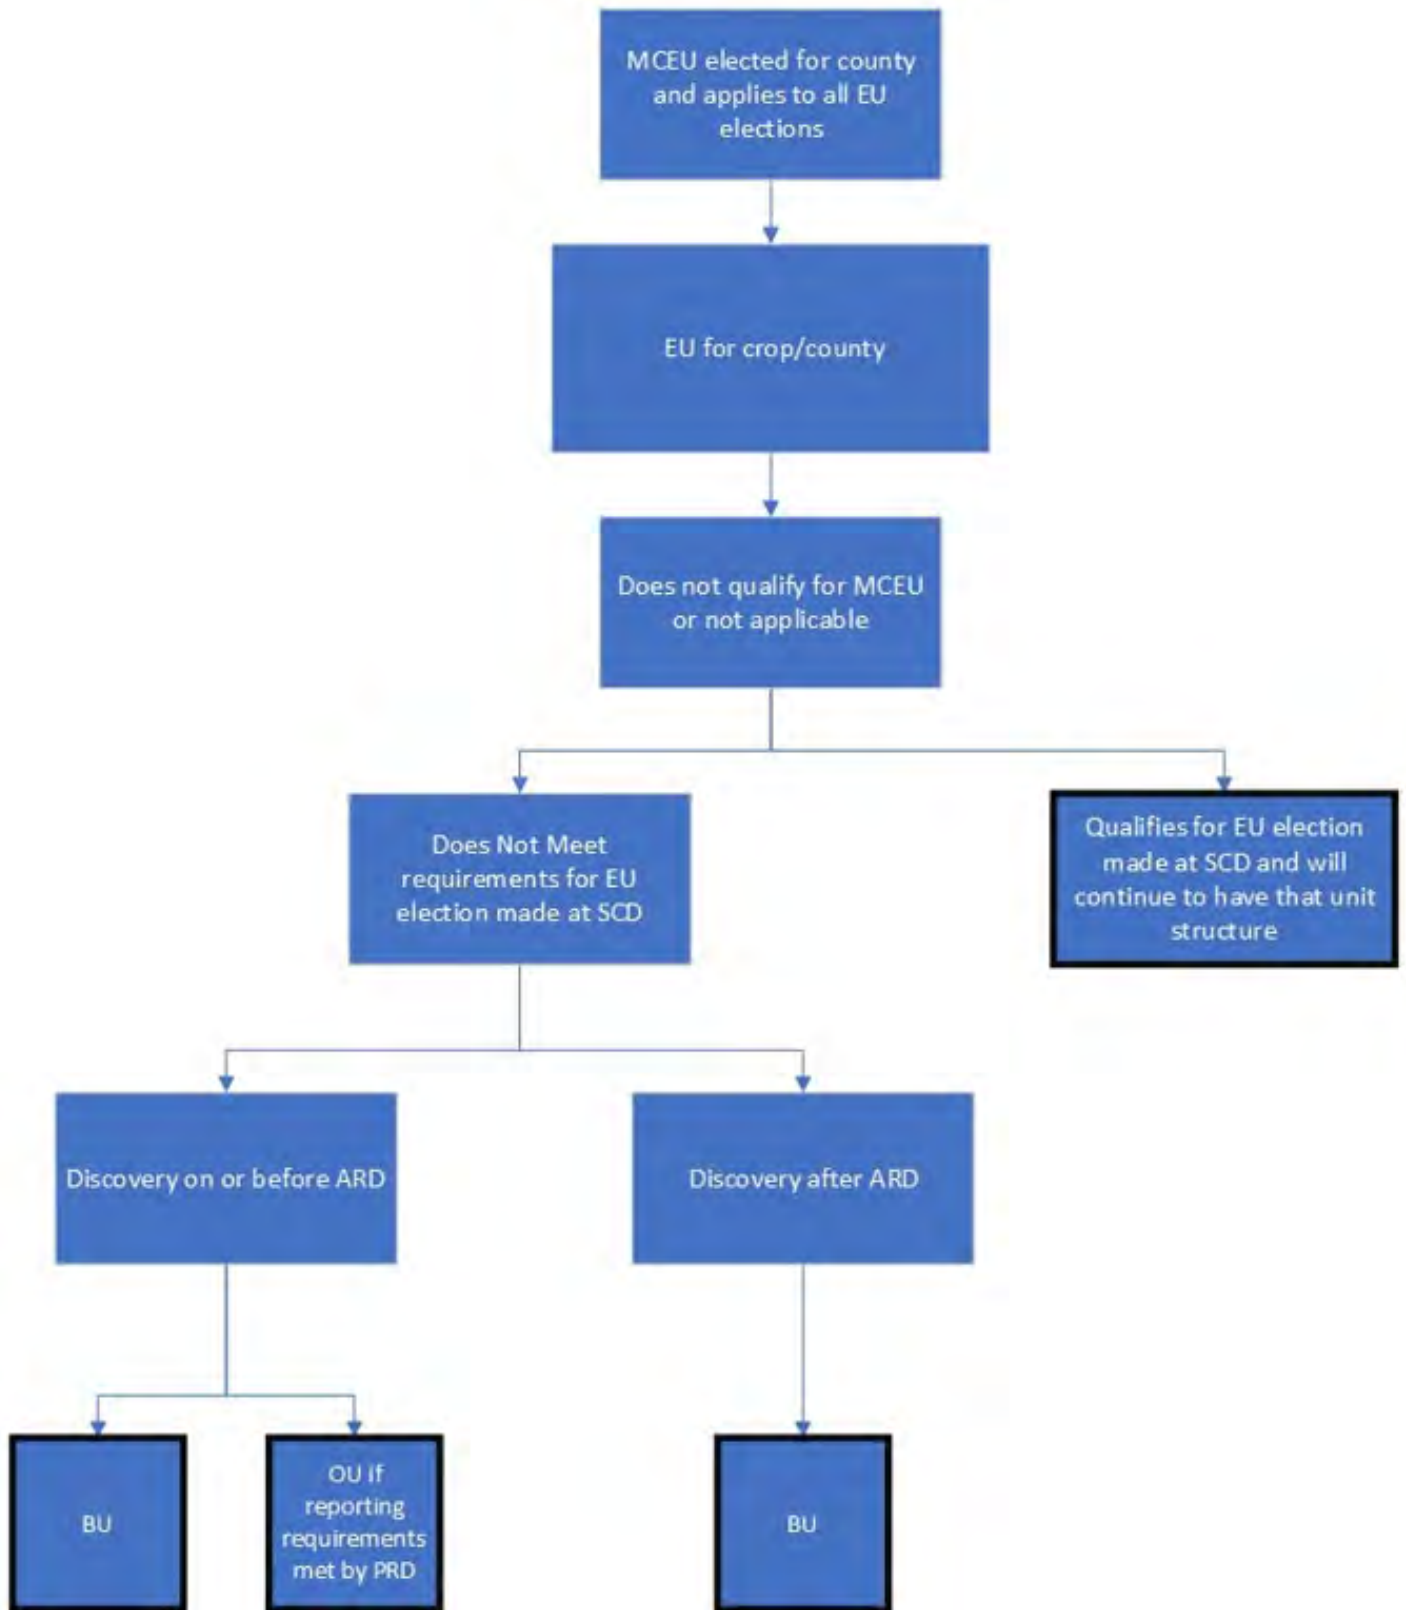 MCEU elected for county
and applies to all EU
elections
EU for crop/county
Does not qualify for MCEU
or not applicable
Does Not Meet
requirements for EU
election made at SCD
Qualifies for EU election
made at SCD and will
continue to have that unit
structure
Discovery on or before ARD
Discovery after ARD
BU
OU if
reporting
requirements
met by PRD
BU